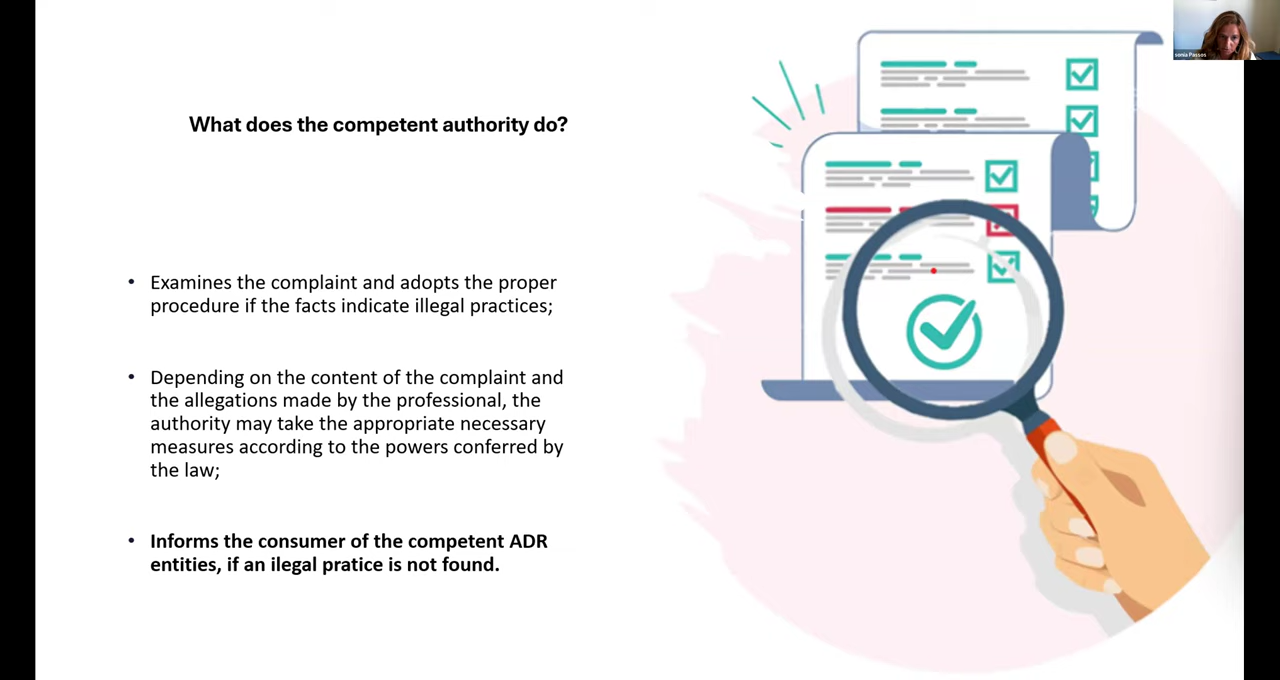 What does the competent authority do?
• Examines the complaint and adopts the proper
procedure if the facts indicate illegal practices;
• Depending on the content of the complaint and
the allegations made by the professional, the
authority may take the appropriate necessary
measures according to the powers conferred by
the law;
• Informs the consumer of the competent ADR
entities, if an ilegal pratice is not found.
sonia Passos